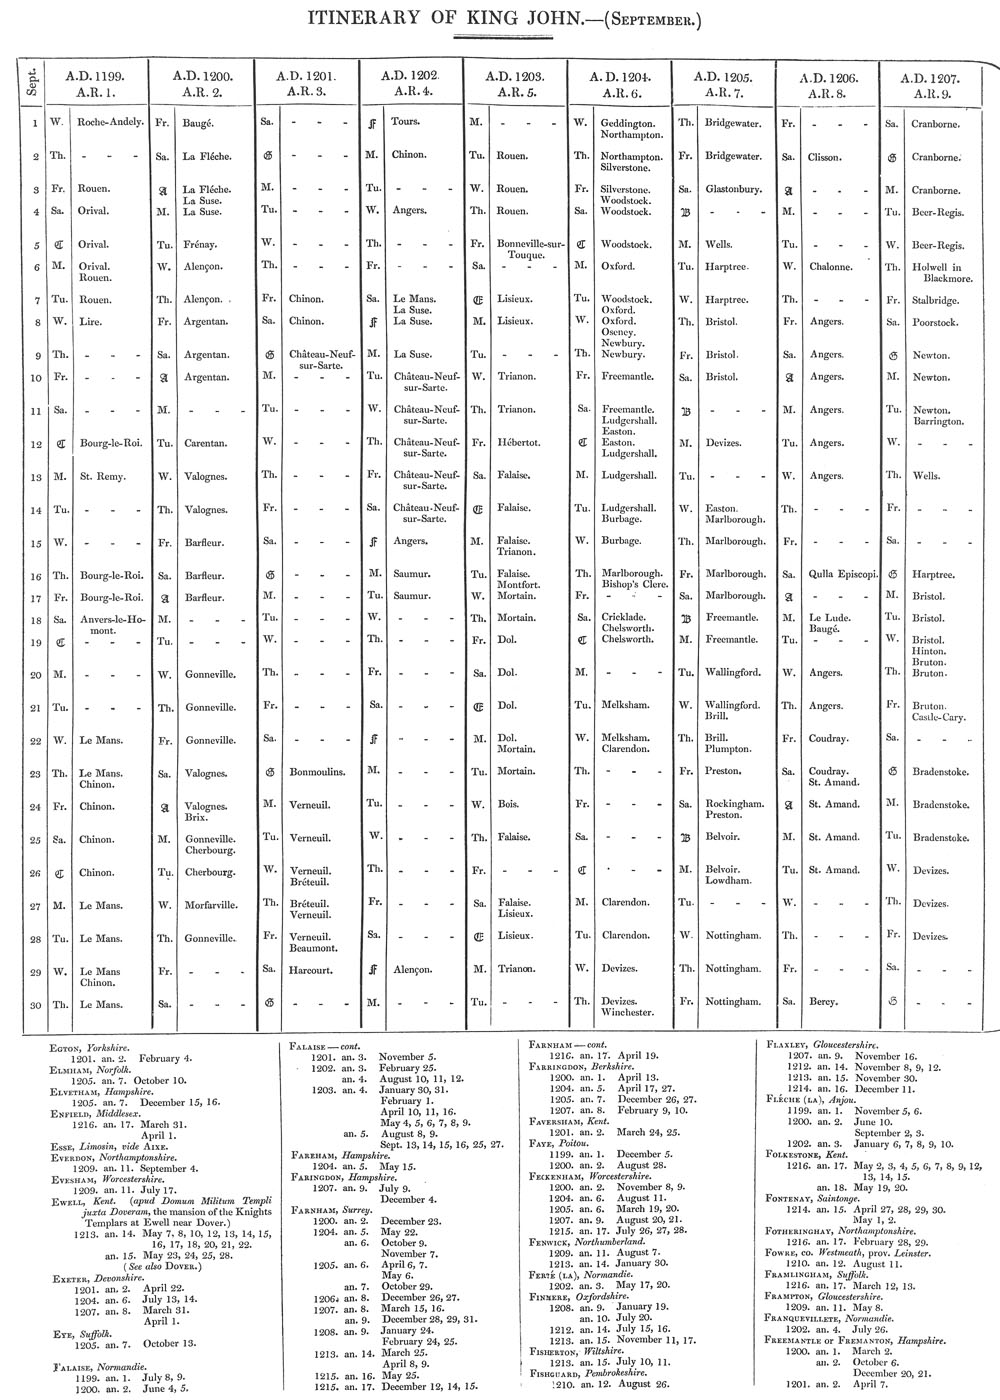 ITINERARY OF KING JOHN.—(September.)
Sept. A.D. 1199. A.D. 1200. A.D. 1201. A.D. 1202. A.D. 1203. A.D. 1204. A.D. 1205. A.D. 1206. A.D. 1207.
A.R. 1. A.R. 2. A.R. 3. A.R. 4. A.R. 5. A.R. 6. A.R. 7. A.R. 8. A.R. 9.
1 W. Roche-Andely. Fr. Baugé. Sa. - - - F Tours. M. - - - W. Geddington. Th. Bridgewater. Fr. - - - Sa. Cranborne.
Northampton.
2 Th. - - - Sa. La Fléche. G - - - M. Chinon. Tu. Rouen. Th. Northampton. Fr. Bridgewater. Sa. Clisson. G Cranborne.
Silverstone.
3 Fr. Rouen. A La Fléche. M. - - - Tu. - - - W. Rouen. Fr. Silverstone. Sa. Glastonbury. A - - - M. Cranborne.
La Suse. Woodstock.
4 Sa. Orival. M. La Suse. Tu. - - - W. Angers. Th. Rouen. Sa. Woodstock. B - - - M. - - - Tu. Beer-Regis.
5 C Orival. Tu. Frénay. W. - - - Th. - - - Fr. Bonneville-sur- C Woodstock. M. Wells. Tu. - - - W. Beer-Regis.
Touque.
6 M. Orival. W. Alençon. Th. - - - Fr. - - - Sa. - - - M. Oxford. Tu. Harptree. W. Chalonne. Th. Holwell in
Rouen. Blackmore.
7 Tu. Rouen. Th. Alençon. Fr. Chinon. Sa. Le Mans. E Lisieux. Tu. Woodstock. W. Harptree. Th. - - - Fr. Stalbridge.
La Suse. Oxford.
8 W. Lire. Fr. Argentan. Sa. Chinon. F La Suse. M. Lisieux. W. Oxford. Th. Bristol. Fr. Angers. Sa. Poorstock.
Oseney.
Newbury.
9 Th. - - - Sa. Argentan. G Château-Neuf- M. La Suse. Tu. - - - Th. Newbury. Fr. Bristol. Sa. Angers. G Newton.
sur-Sarte.
10 Fr. - - - A Argentan. M. - - - Tu. Château-Neuf- W. Trianon. Fr. Freemantle. Sa. Bristol. A Angers. M. Newton.
sur-Sarte.
11 Sa. - - - M. - - - Tu. - - - W. Château-Neuf- Th. Trianon. Sa. Freemantle. B - - - M. Angers. Tu. Newton.
sur-Sarte. Ludgershall. Barrington.
Easton.
12 C Bourg-le-Roi. Tu. Carentan. W. - - - Th. Château-Neuf- Fr. Hébertot. C Easton. M. Devizes. Tu. Angers. W. - - -
sur-Sarte. Ludgershall.
13 M. St. Remy. W. Valognes. Th. - - - Fr. Château-Neuf- Sa. Falaise. M. Ludgershall. Tu. - - - W. Angers. Th. Wells.
sur-Sarte.
14 Tu. - - - Th. Valognes. Fr. - - - Sa. Château-Neuf- E Falaise. Tu. Ludgershall. W. Easton. Th. - - - Fr. - - -
sur-Sarte. Burbage. Marlborough.
15 W. - - - Fr. Barfleur. Sa. - - - F Angers. M. Falaise. W. Burbage. Th. Marlborough. Fr. - - - Sa. - - -
Trianon.
16 Th. Bourg-le-Roi. Sa. Barfleur. G - - - M. Saumur. Tu. Falaise. Th. Marlborough. Fr. Marlborough. Sa. Qulla Episcopi. G Harptree.
Montfort. Bishop's Clere.
17 Fr. Bourg-le-Roi. A Barfleur. M. - - - Tu. Saumur. W. Mortain. Fr. - - - Sa. Marlborough. A - - - M. Bristol.
18 Sa. Anvers-le-Ho- M. - - - Tu. - - - W. - - - Th. Mortain. Sa. Cricklade. B Freemantle. M. Le Lude. Tu. Bristol.
mont. Chelsworth. Baugé.
19 C - - - Tu. - - - W. - - - Th. - - - Fr. Dol. C Chelsworth. M. Freemantle. Tu. - - - W. Bristol.
Hinton.
Bruton.
20 M. - - - W. Gonneville. Th. - - - Fr. - - - Sa. Dol. M. - - - Tu. Wallingford. W. Angers. Th. Bruton.
21 Tu. - - - Th. Gonneville. Fr. - - - Sa. - - - E Dol. Tu. Melksham. W. Wallingford. Th. Angers. Fr. Bruton.
Brill. Castle-Cary.
22 W. Le Mans. Fr. Gonneville. Sa. - - - F - - - M. Dol. W. Melksham. Th. Brill. Fr. Coudray. Sa. - - -
Mortain. Clarendon. Plumpton.
23 Th. Le Mans. Sa. Valognes. G Bonmoulins. M. - - - Tu. Mortain. Th. - - - Fr. Preston. Sa. Coudray. G Bradenstoke.
Chinon. St. Amand.
24 Fr. Chinon. A Valognes. M. Verneuil. Tu. - - - W. Bois. Fr. - - - Sa. Rockingham. A St. Amand. M. Bradenstoke.
Brix. Preston.
25 Sa. Chinon. M. Gonneville. Tu. Verneuil. W. - - - Th. Falaise. Sa. - - - B Belvoir. M. St. Amand. Tu. Bradenstoke.
Cherbourg.
26 C Chinon. Tu. Cherbourg. W. Verneuil. Th. - - - Fr. - - - C - - - M. Belvoir. Tu. St. Amand. W. Devizes.
Bréteuil. Lowdham.
27 M. Le Mans. W. Morfarville. Th. Bréteuil. Fr. - - - Sa. Falaise. M. Clarendon. Tu. - - - W. - - - Th. Devizes.
Verneuil. Lisieux.
28 Tu. Le Mans. Th. Gonneville. Fr. Verneuil. Sa. - - - E Lisieux. Tu. Clarendon. W. Nottingham. Th. - - - Fr. Devizes.
Beaumont.
29 W. Le Mans Fr. - - - Sa. Harcourt. F Alençon. M. Trianon. W. Devizes. Th. Nottingham. Fr. - - - Sa. - - -
Chinon.
30 Th. Le Mans. Sa. - - - G - - - M. - - - Tu. - - - Th. Devizes. Fr. Nottingham. Sa. Bercy. G - - -
Winchester.
Egton, Yorkshire.
1201. an. 2. February 4.
Elmham, Norfolk.
1205. an. 7. October 10.
Elvetham, Hampshire.
1205. an. 7. December 15, 16.
Enfield, Middlesex.
1216. an. 17. March 31.
April 1.
Esse, Limosin, vide Aixe.
Everdon, Northamptonshire.
1209. an. 11. September 4.
Evesham, Worcestershire.
1209. an. 11. July 17.
Ewell, Kent. (apud Domum Militum Templi
juxta Doveram, the mansion of the Knights
Templars at Ewell near Dover.)
1213. an. 14. May 7, 8, 10, 12, 13, 14, 15,
16, 17, 18, 20, 21, 22.
an. 15. May 23, 24, 25, 28.
(See also Dover.)
Exeter, Devonshire.
1201. an. 2. April 22.
1204. an. 6. July 13, 14.
1207. an. 8. March 31.
April 1.
Eye, Suffolk.
1205. an. 7. October 13.
Falaise, Normandie.
1199. an. 1. July 8, 9.
1200. an. 2. June 4, 5.
Falaise—cont.
1201. an. 3. November 5.
1202. an. 3. February 25.
an. 4. August 10, 11, 12.
1203. an. 4. January 30, 31.
February 1.
April 10, 11, 16.
May 4, 5, 6, 7, 8, 9.
an. 5. August 8, 9.
Sept. 13, 14, 15, 16, 25, 27.
Fareham, Hampshire.
1204. an. 5. May 15.
Faringdon, Hampshire.
1207. an. 9. July 9.
December 4.
Farnham, Surrey.
1200. an. 2. December 23.
1204. an. 5. May 22.
an. 6. October 9.
November 7.
1205. an. 6. April 6, 7.
May 6.
an. 7. October 29.
1206. an. 8. December 26, 27.
1207. an. 8. March 15, 16.
an. 9. December 28, 29, 31.
1208. an. 9. January 24.
February 24, 25.
1213. an. 14. March 25.
April 8, 9.
1215. an. 16. May 25.
1215. an. 17. December 12, 14, 15.
Farnham—cont.
1216. an. 17. April 19.
Farringdon, Berkshire.
1200. an. 1. April 13.
1204. an. 5. April 17, 27.
1205. an. 7. December 26, 27.
1207. an. 8. February 9, 10.
Faversham, Kent.
1201. an. 2. March 24, 25.
Faye, Poitou.
1199. an. 1. December 5.
1200. an. 2. August 28.
Feckenham, Worcestershire.
1200. an. 2. November 8, 9.
1204. an. 6. August 11.
1205. an. 6. March 19, 20.
1207. an. 9. August 20, 21.
1215. an. 17. July 26, 27, 28.
Fenwick, Northumberland.
1209. an. 11. August 7.
1213. an. 14. January 30.
Ferté (La), Normandie.
1202. an. 3. May 17, 20.
Finmere, Oxfordshire.
1208. an. 9. January 19.
an. 10. July 20.
1212. an. 14. July 15, 16.
1213. an. 15. November 11, 17.
Fisherton, Wiltshire.
1213. an. 15. July 10, 11.
Fishguard, Pembrokeshire.
1210. an. 12. August 26.
Flaxley, Gloucestershire.
1207. an. 9. November 16.
1212. an. 14. November 8, 9, 12.
1213. an. 15. November 30.
1214. an. 16. December 11.
Fléche (La), Anjou.
1199. an. 1. November 5, 6.
1200. an. 2. June 10.
September 2, 3.
1202. an. 3. January 6, 7, 8, 9, 10.
Folkestone, Kent.
1216. an. 17. May 2, 3, 4, 5, 6, 7, 8, 9, 12,
13, 14, 15.
an. 18. May 19, 20.
Fontenay, Saintonge.
1214. an. 15. April 27, 28, 29, 30.
May 1, 2.
Fotheringhay, Northamptonshire.
1216. an. 17. February 28, 29.
Fowre, co. Westmeath, prov. Leinster.
1210. an. 12. August 11.
Framlingham, Suffolk.
1216. an. 17. March 12, 13.
Frampton, Gloucestershire.
1209. an. 11. May 8.
Franquevillete, Normandie.
1202. an. 4. July 26.
Freemantle or Fremanton, Hampshire.
1200. an. 1. March 2.
an. 2. October 6.
December 20, 21.
1201. an. 2. April 7.